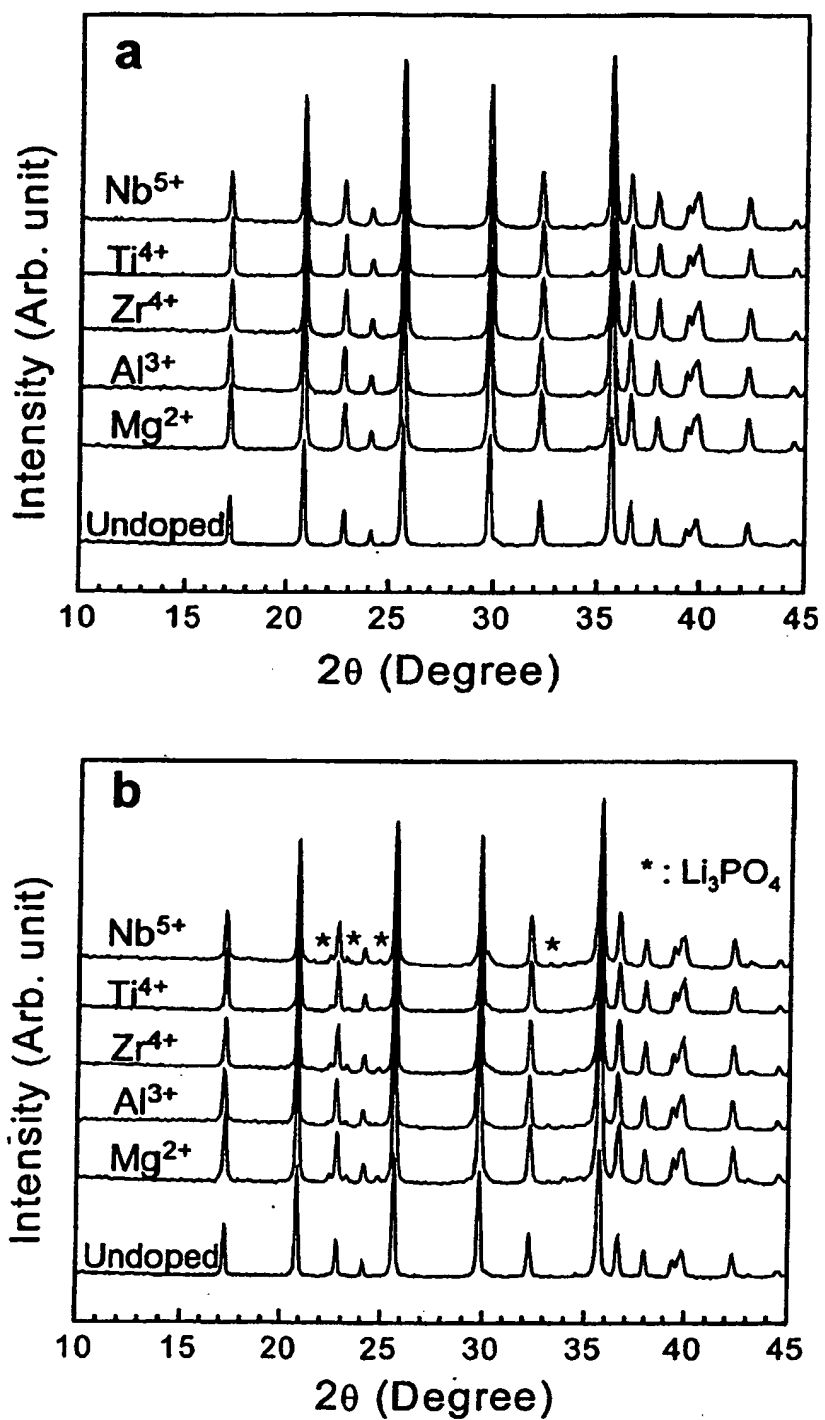 a
Intensity (Arb. unit)
Nb⁵⁺
Ti⁴⁺
Zr⁴⁺
Al³⁺
Mg²⁺
Undoped
10 15 20 25 30 35 40 45
2θ (Degree)
b
* : Li₃PO₄
Intensity (Arb. unit)
Nb⁵⁺
* * * *
Ti⁴⁺
Zr⁴⁺
Al³⁺
Mg²⁺
Undoped
10 15 20 25 30 35 40 45
2θ (Degree)